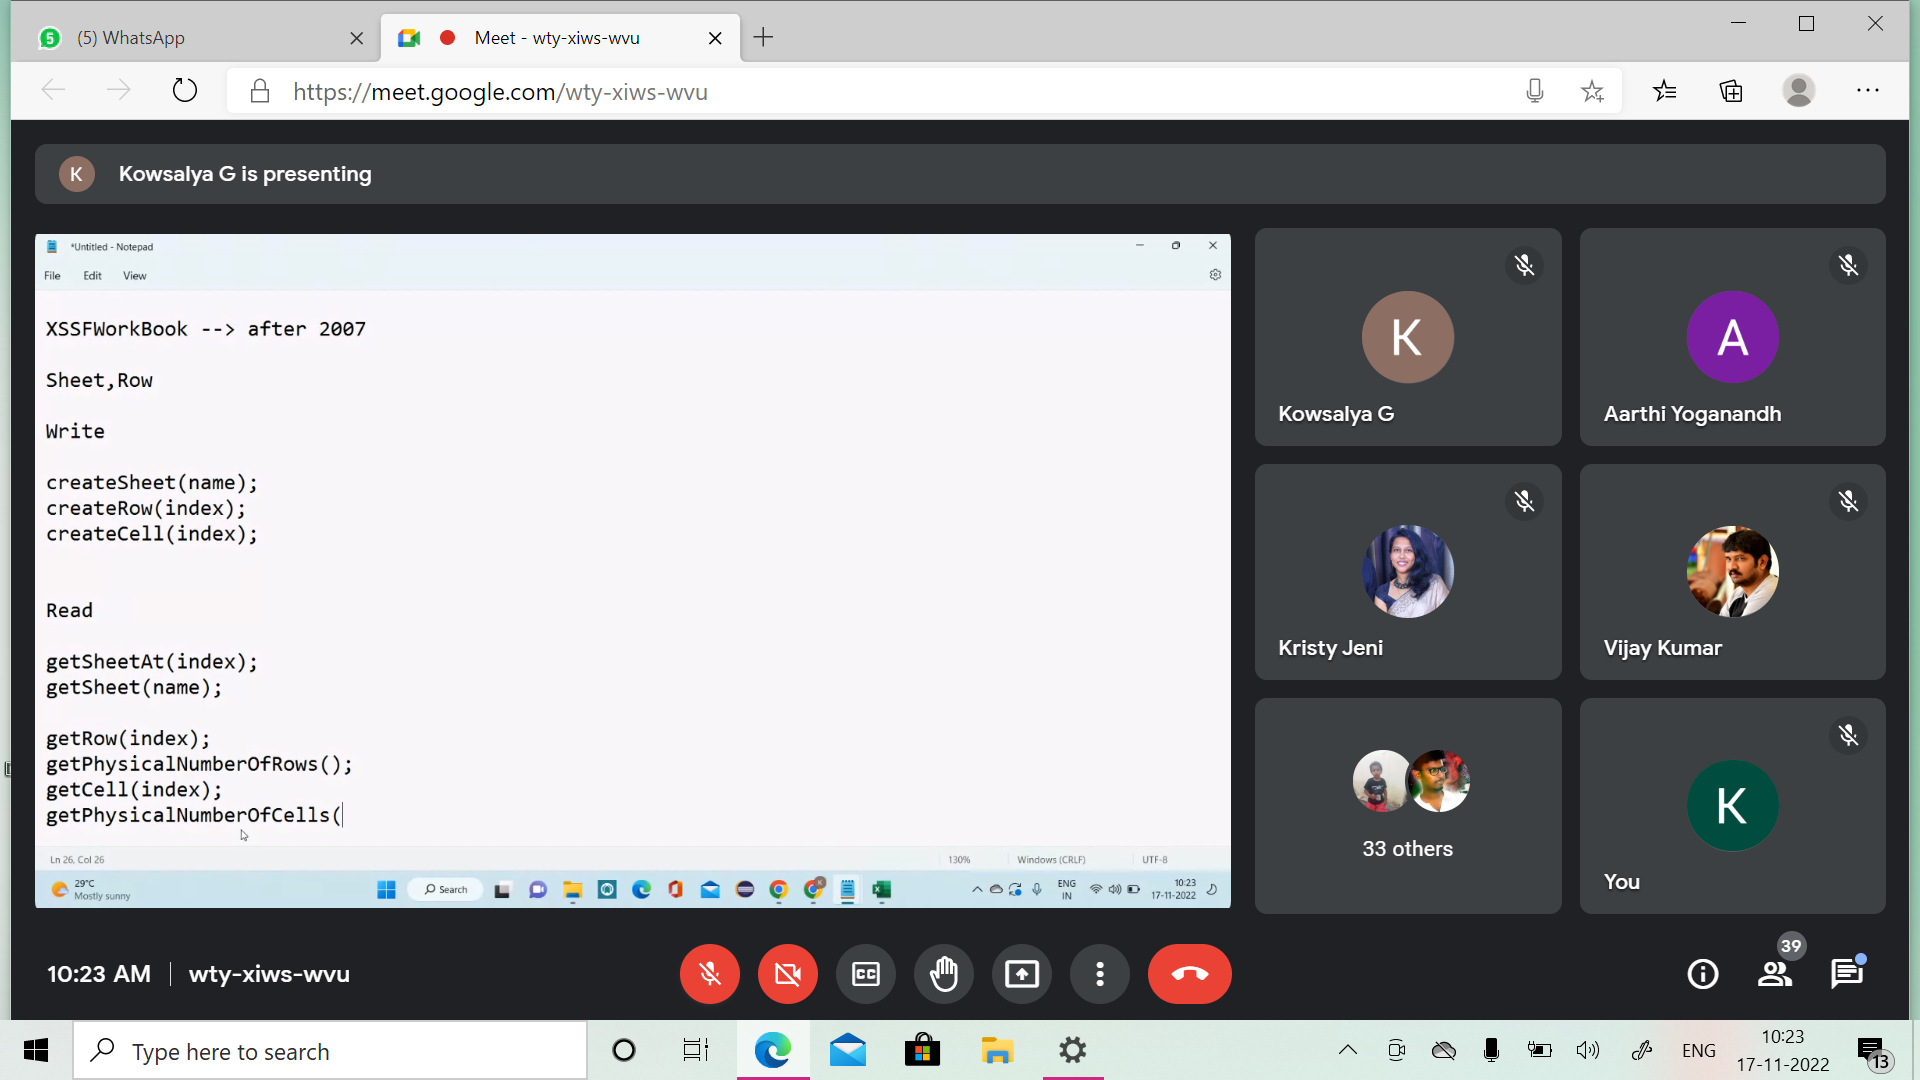 (5) WhatsApp
Meet - wty-xiws-wvu
https://meet.google.com/wty-xiws-wvu
K
Kowsalya G is presenting
*Untitled - Notepad
File Edit View
XSSFWorkBook --> after 2007
Sheet,Row
Write
createSheet(name);
createRow(index);
createCell(index);
Read
getSheetAt(index);
getSheet(name);
getRow(index);
getPhysicalNumberOfRows();
getCell(index);
getPhysicalNumberOfCells(
Ln 26, Col 26
130%
Windows (CRLF)
UTF-8
29°C
Mostly sunny
Search
ENG
IN
10:23
17-11-2022
K
Kowsalya G
A
Aarthi Yoganandh
Kristy Jeni
Vijay Kumar
33 others
K
You
10:23 AM | wty-xiws-wvu
CC
39
Type here to search
ENG
10:23
17-11-2022
13